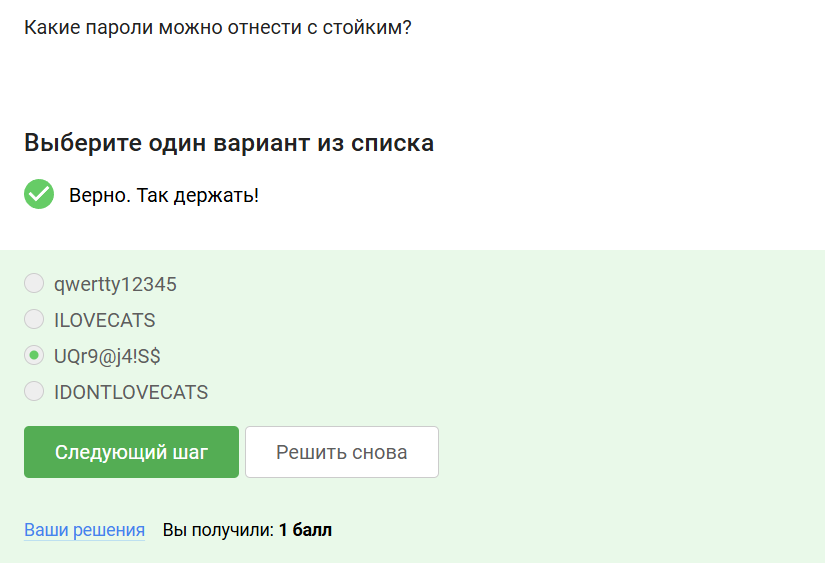 Какие пароли можно отнести с стойким?
Выберите один вариант из списка
Верно. Так держать!
qwertty12345
ILOVECATS
UQr9@j4!S$
IDONTLOVECATS
Следующий шаг
Решить снова
Ваши решения Вы получили: 1 балл